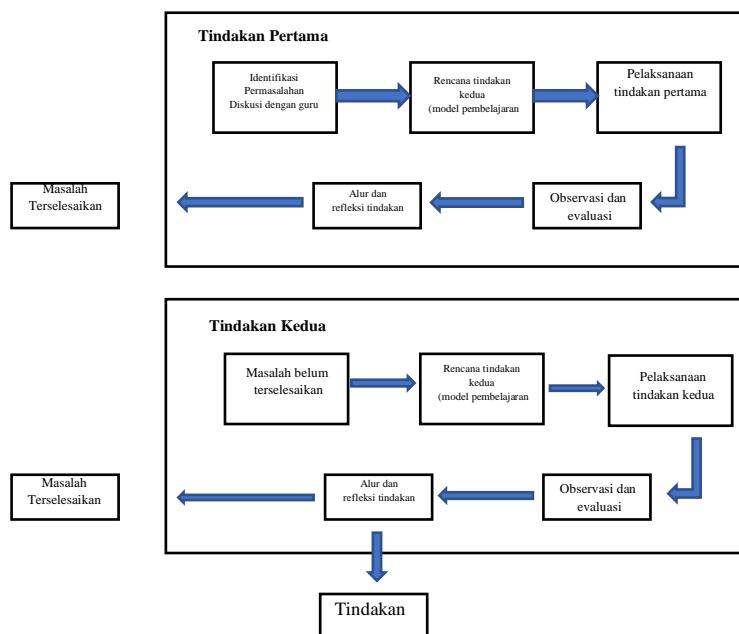 Tindakan Pertama
Identifikasi
Permasalahan
Diskusi dengan guru
Rencana tindakan
kedua
(model pembelajaran
Pelaksanaan
tindakan pertama
Masalah
Terselesaikan
Alur dan
refleksi tindakan
Observasi dan
evaluasi
Tindakan Kedua
Masalah belum
terselesaikan
Rencana tindakan
kedua
(model pembelajaran
Pelaksanaan
tindakan kedua
Masalah
Terselesaikan
Alur dan
refleksi tindakan
Observasi dan
evaluasi
Tindakan